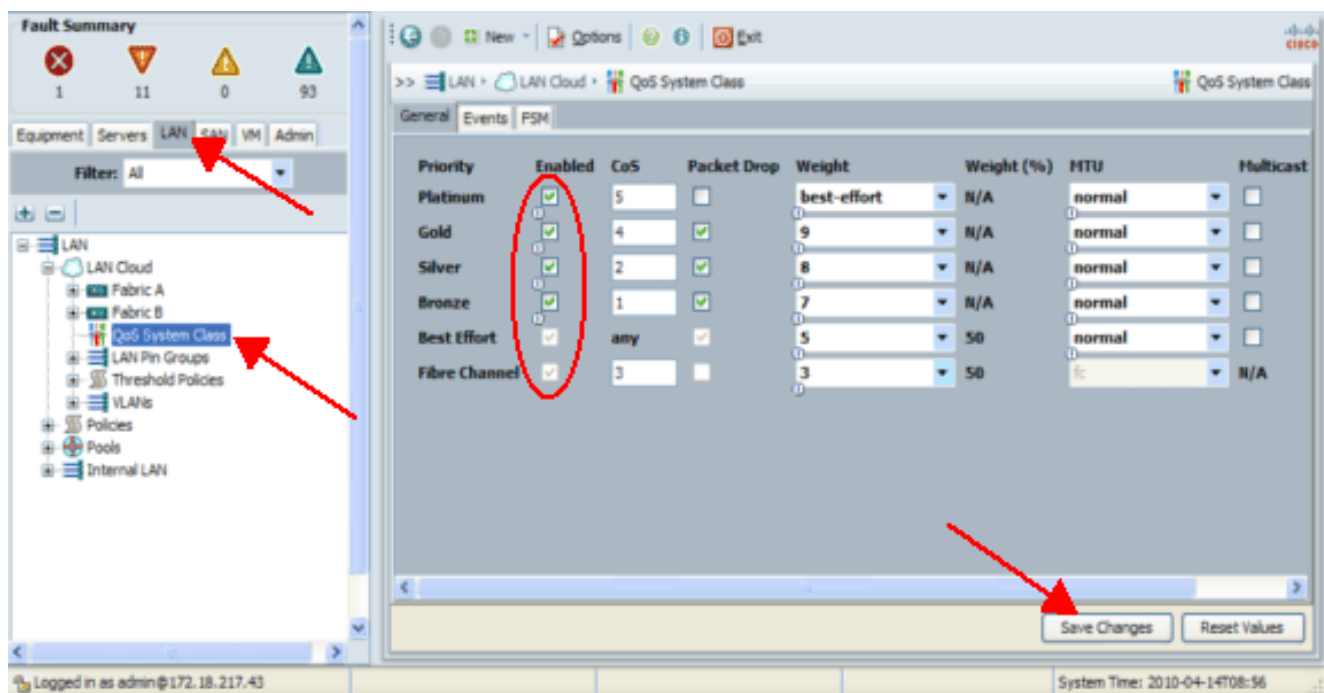 Fault Summary
1 11 0 93
Equipment Servers LAN SAN VM Admin
Filter: All
LAN
LAN Cloud
Fabric A
Fabric B
QoS System Class
LAN Pin Groups
Threshold Policies
VLANs
Policies
Pools
Internal LAN
New Options Exit
cisco
>> LAN LAN Cloud QoS System Class QoS System Class
General Events FSM
Priority Enabled CoS Packet Drop Weight Weight (%) MTU Multicast
Platinum 5 best-effort N/A normal
Gold 4 9 N/A normal
Silver 2 8 N/A normal
Bronze 1 7 N/A normal
Best Effort any 5 50 normal
Fibre Channel 3 3 50 fc N/A
Save Changes Reset Values
Logged in as admin@172.18.217.43 System Time: 2010-04-14T08:56